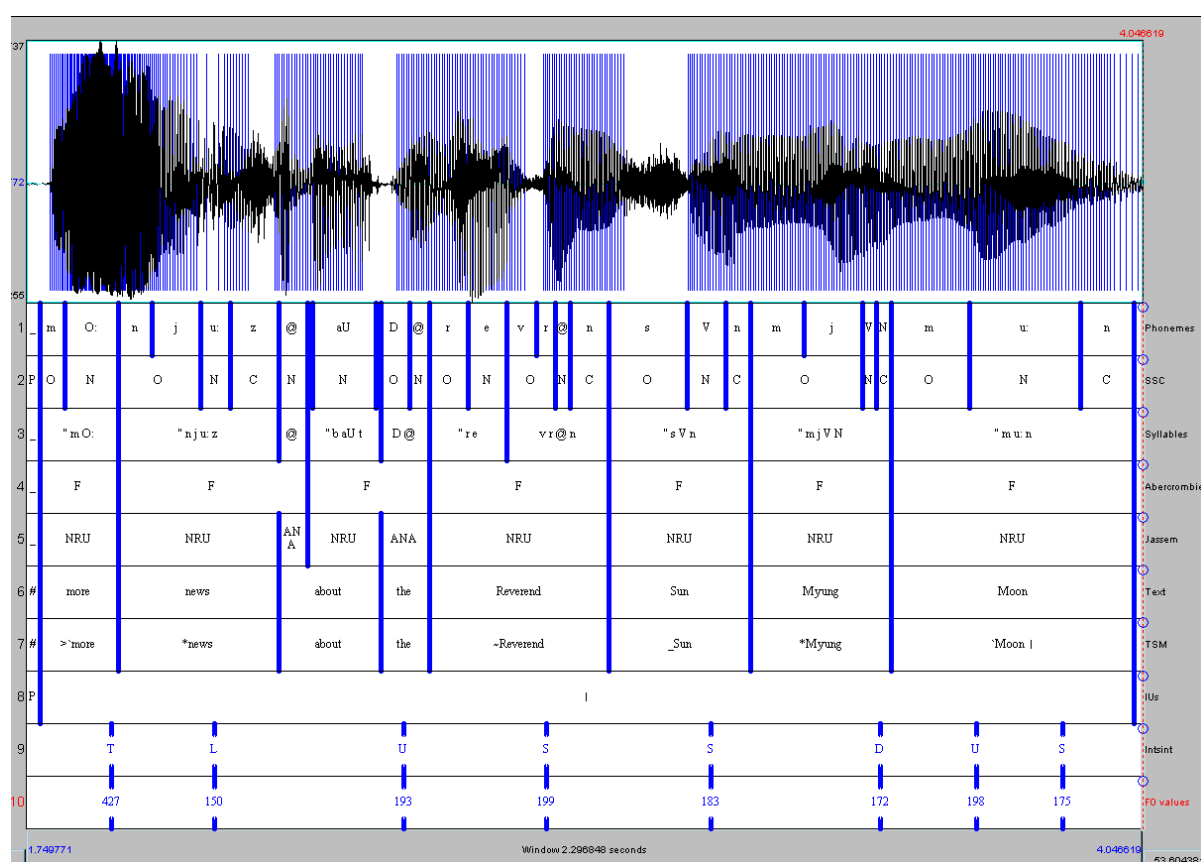 4.046619
37
72
55
1 _ m O: n j u: z @ aU D @ r e v r @ n s V n m j V N m u: n Phonemes
2 P O N O N C N N O N O N O N C O N C O N C O N C SSC
3 _ "mO: "nju:z @ "baUt D@ "re vr@n "sVn "mjVN "mu:n Syllables
4 _ F F F F F F F Abercrombie
5 _ NRU NRU ANA NRU ANA NRU NRU NRU NRU Jassem
6 # more news about the Reverend Sun Myung Moon Text
7 # >`more *news about the ~Reverend _Sun *Myung `Moon | TSM
8 P | IUs
9 T L U S S D U S Intsint
10 427 150 193 199 183 172 198 175 F0 values
1.749771 Window 2.296848 seconds 4.046619